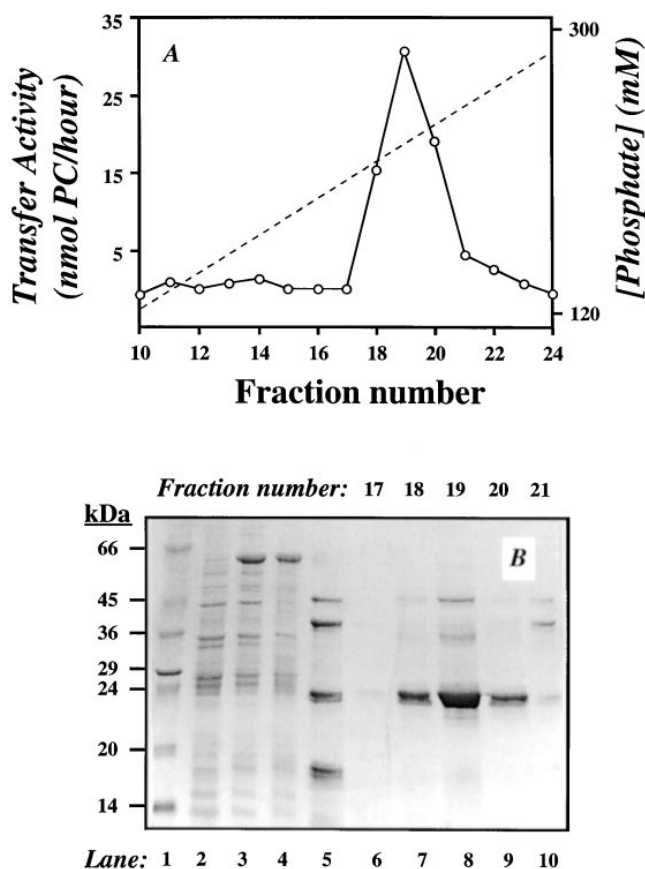 35
25
15
5
A
300
120
Transfer Activity
(nmol PC/hour)
[Phosphate] (mM)
10 12 14 16 18 20 22 24
Fraction number
Fraction number: 17 18 19 20 21
kDa
B
66
45
36
29
24
20
14
Lane: 1 2 3 4 5 6 7 8 9 10